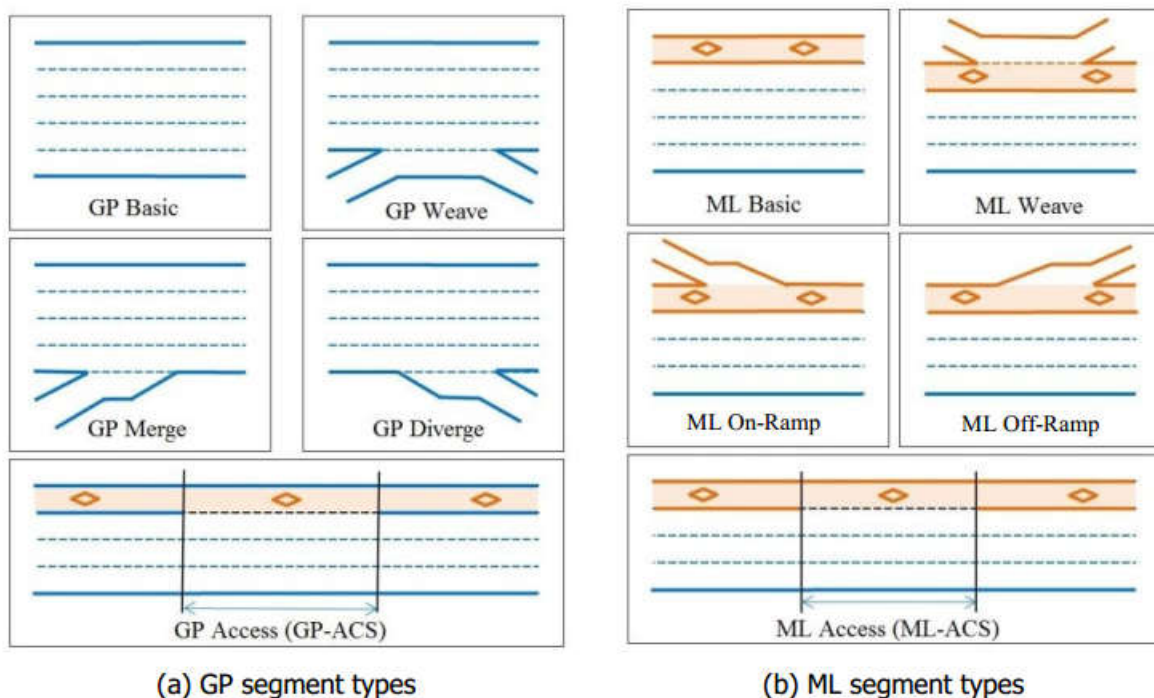 GP Basic
GP Weave
GP Merge
GP Diverge
GP Access (GP-ACS)
(a) GP segment types
ML Basic
ML Weave
ML On-Ramp
ML Off-Ramp
ML Access (ML-ACS)
(b) ML segment types